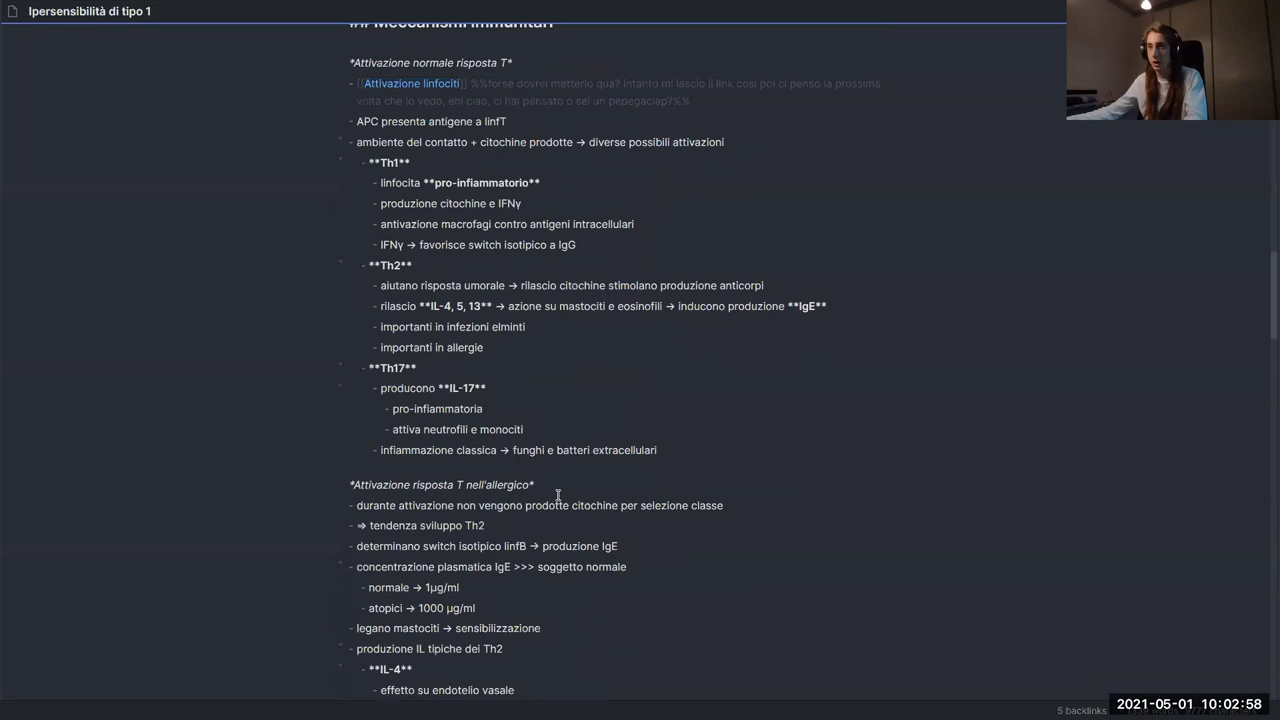 Ipersensibilità di tipo 1
## Meccanismi immunitari
*Attivazione normale risposta T*
- [[Attivazione linfociti]] %%forse dovrei metterlo qua? intanto mi lascio il link così poi ci penso la prossima
volta che lo vedo, ehi ciao, ci hai pensato o sei un pepegaclap?%%
- APC presenta antigene a linfT
- ambiente del contatto + citochine prodotte → diverse possibili attivazioni
- **Th1**
- linfocita **pro-infiammatorio**
- produzione citochine e IFNγ
- antivazione macrofagi contro antigeni intracellulari
- IFNγ → favorisce switch isotipico a IgG
- **Th2**
- aiutano risposta umorale → rilascio citochine stimolano produzione anticorpi
- rilascio **IL-4, 5, 13** → azione su mastociti e eosinofili → inducono produzione **IgE**
- importanti in infezioni elminti
- importanti in allergie
- **Th17**
- producono **IL-17**
- pro-infiammatoria
- attiva neutrofili e monociti
- infiammazione classica → funghi e batteri extracellulari
*Attivazione risposta T nell'allergico*
- durante attivazione non vengono prodotte citochine per selezione classe
- ⇒ tendenza sviluppo Th2
- determinano switch isotipico linfB → produzione IgE
- concentrazione plasmatica IgE >>> soggetto normale
- normale → 1μg/ml
- atopici → 1000 μg/ml
- legano mastociti → sensibilizzazione
- produzione IL tipiche dei Th2
- **IL-4**
- effetto su endotelio vasale
5 backlinks
2021-05-01 10:02:58